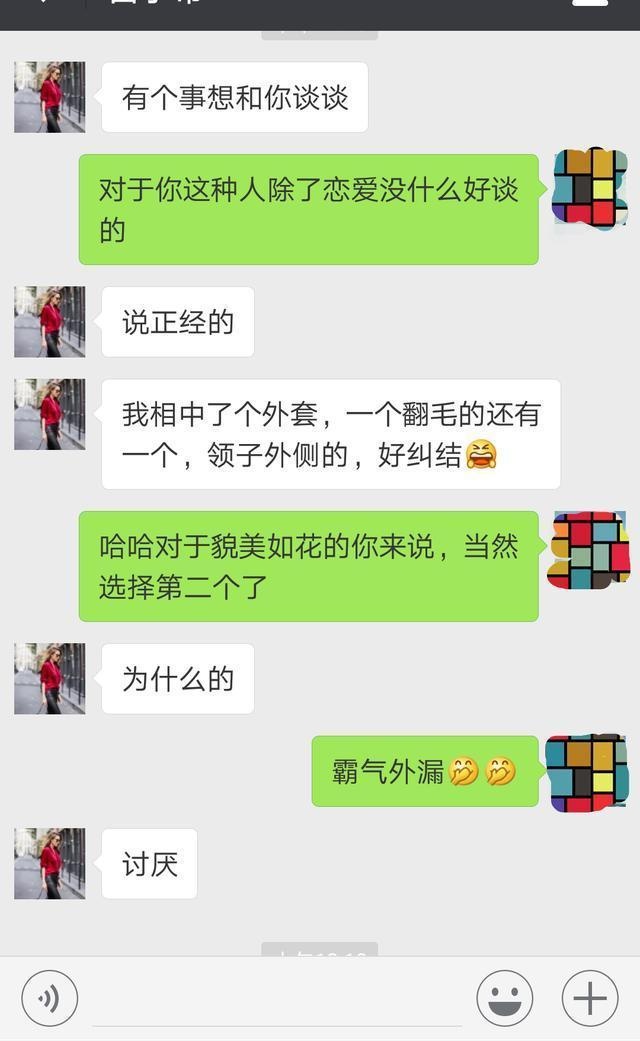 有个事想和你谈谈
对于你这种人除了恋爱没什么好谈
的
说正经的
我相中了个外套，一个翻毛的还有
一个，领子外侧的，好纠结😫
哈哈对于貌美如花的你来说，当然
选择第二个了
为什么的
霸气外漏🤭🤭
讨厌